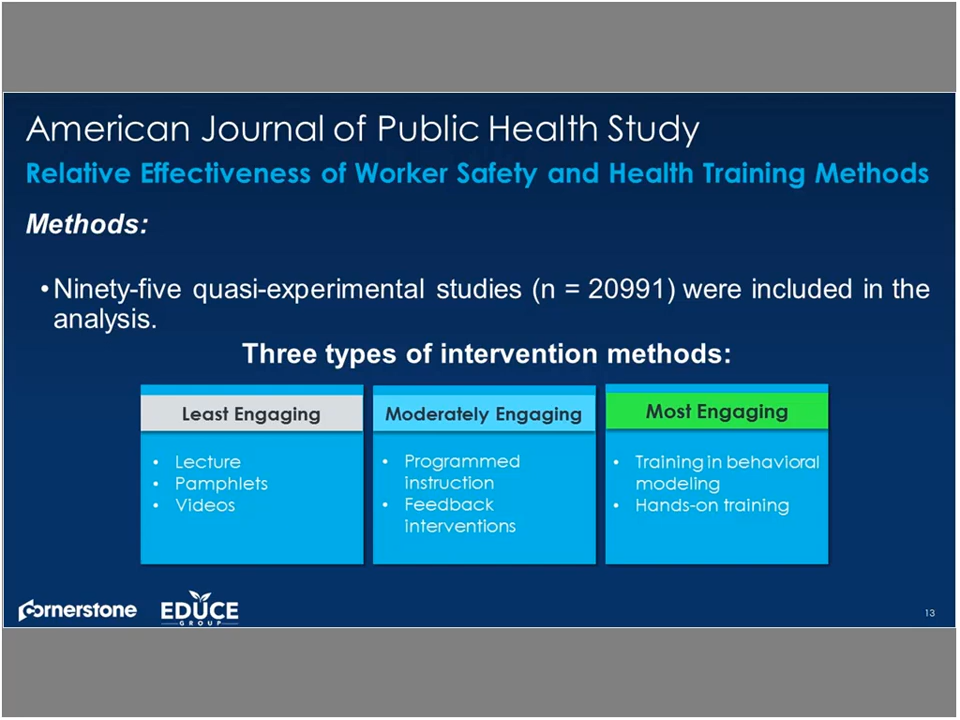 American Journal of Public Health Study
Relative Effectiveness of Worker Safety and Health Training Methods
Methods:
• Ninety-five quasi-experimental studies (n = 20991) were included in the
analysis.
Three types of intervention methods:
Least Engaging
• Lecture
• Pamphlets
• Videos
Moderately Engaging
• Programmed
instruction
• Feedback
interventions
Most Engaging
• Training in behavioral
modeling
• Hands-on training
cornerstone
EDUCE
GROUP
13